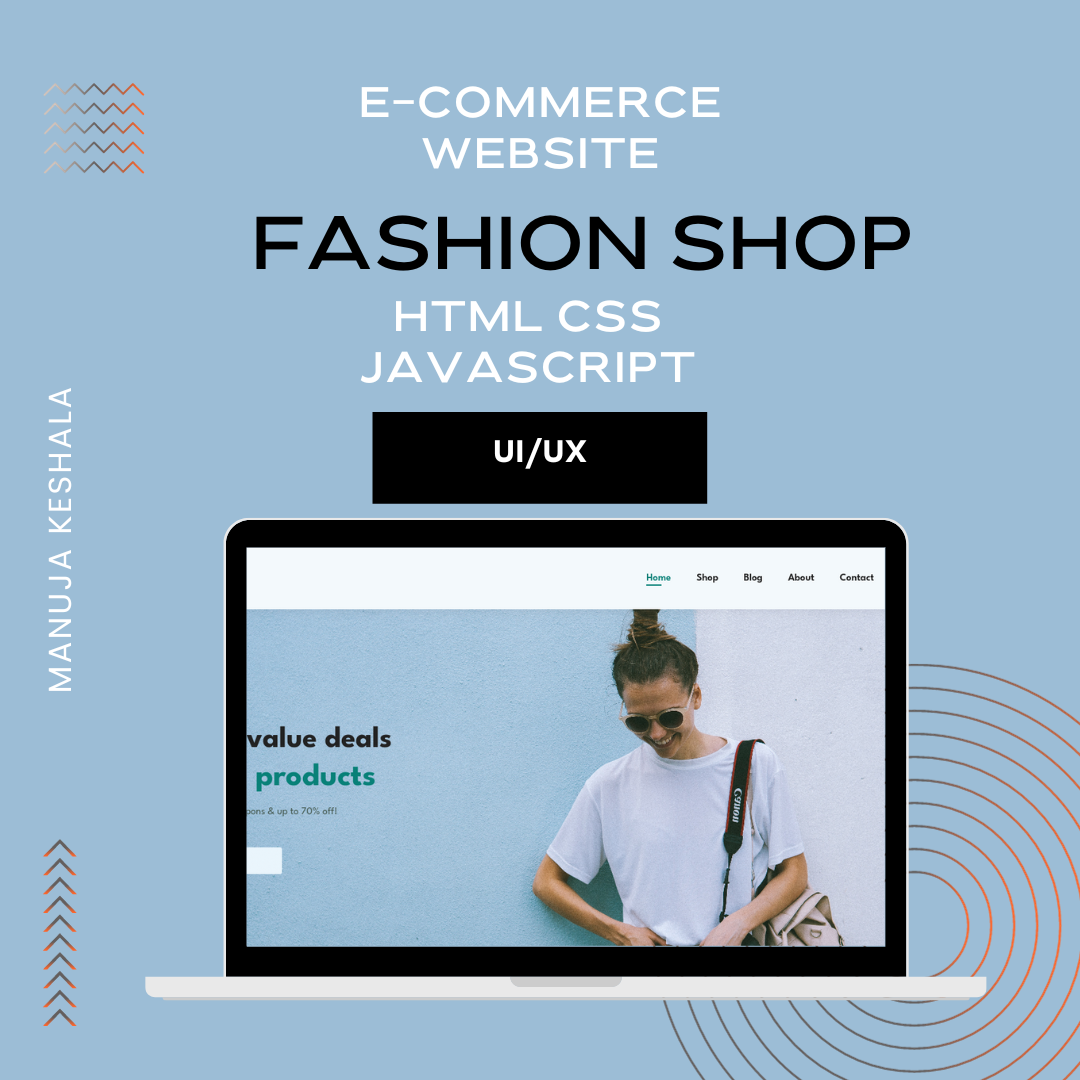 E-COMMERCE
WEBSITE
FASHION SHOP
HTML CSS
JAVASCRIPT
UI/UX
MANUJA KESHALA
Home Shop Blog About Contact
value deals
products
& up to 70% off!
Canon